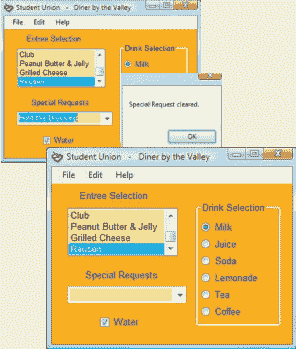 Student Union - Diner by the Valley
File Edit Help
Entree Selection
Club
Peanut Butter & Jelly
Grilled Cheese
Drink Selection
Milk
Special Requests
Water
Special Request cleared.
OK
Student Union - Diner by the Valley
File Edit Help
Entree Selection
Club
Peanut Butter & Jelly
Grilled Cheese
Special Requests
Water
Drink Selection
Milk
Juice
Soda
Lemonade
Tea
Coffee